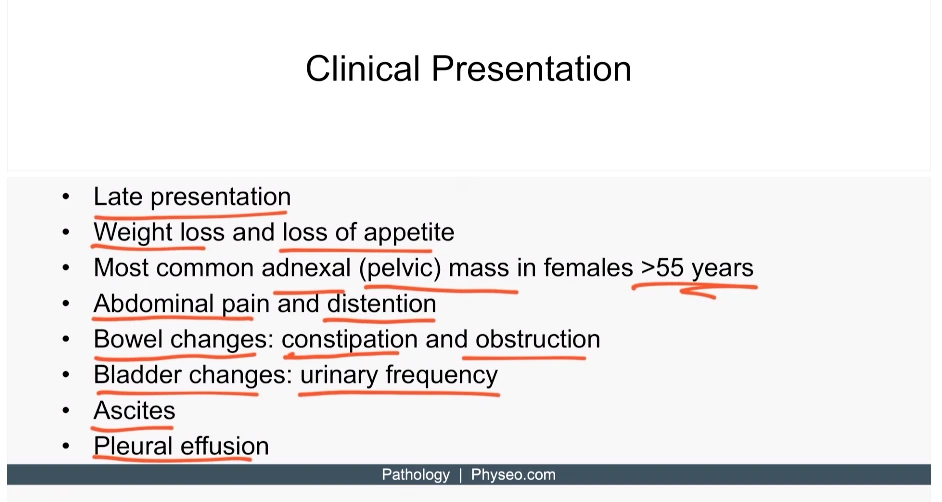 Clinical Presentation
• Late presentation
• Weight loss and loss of appetite
• Most common adnexal (pelvic) mass in females >55 years
• Abdominal pain and distention
• Bowel changes: constipation and obstruction
• Bladder changes: urinary frequency
• Ascites
• Pleural effusion
Pathology | Physeo.com